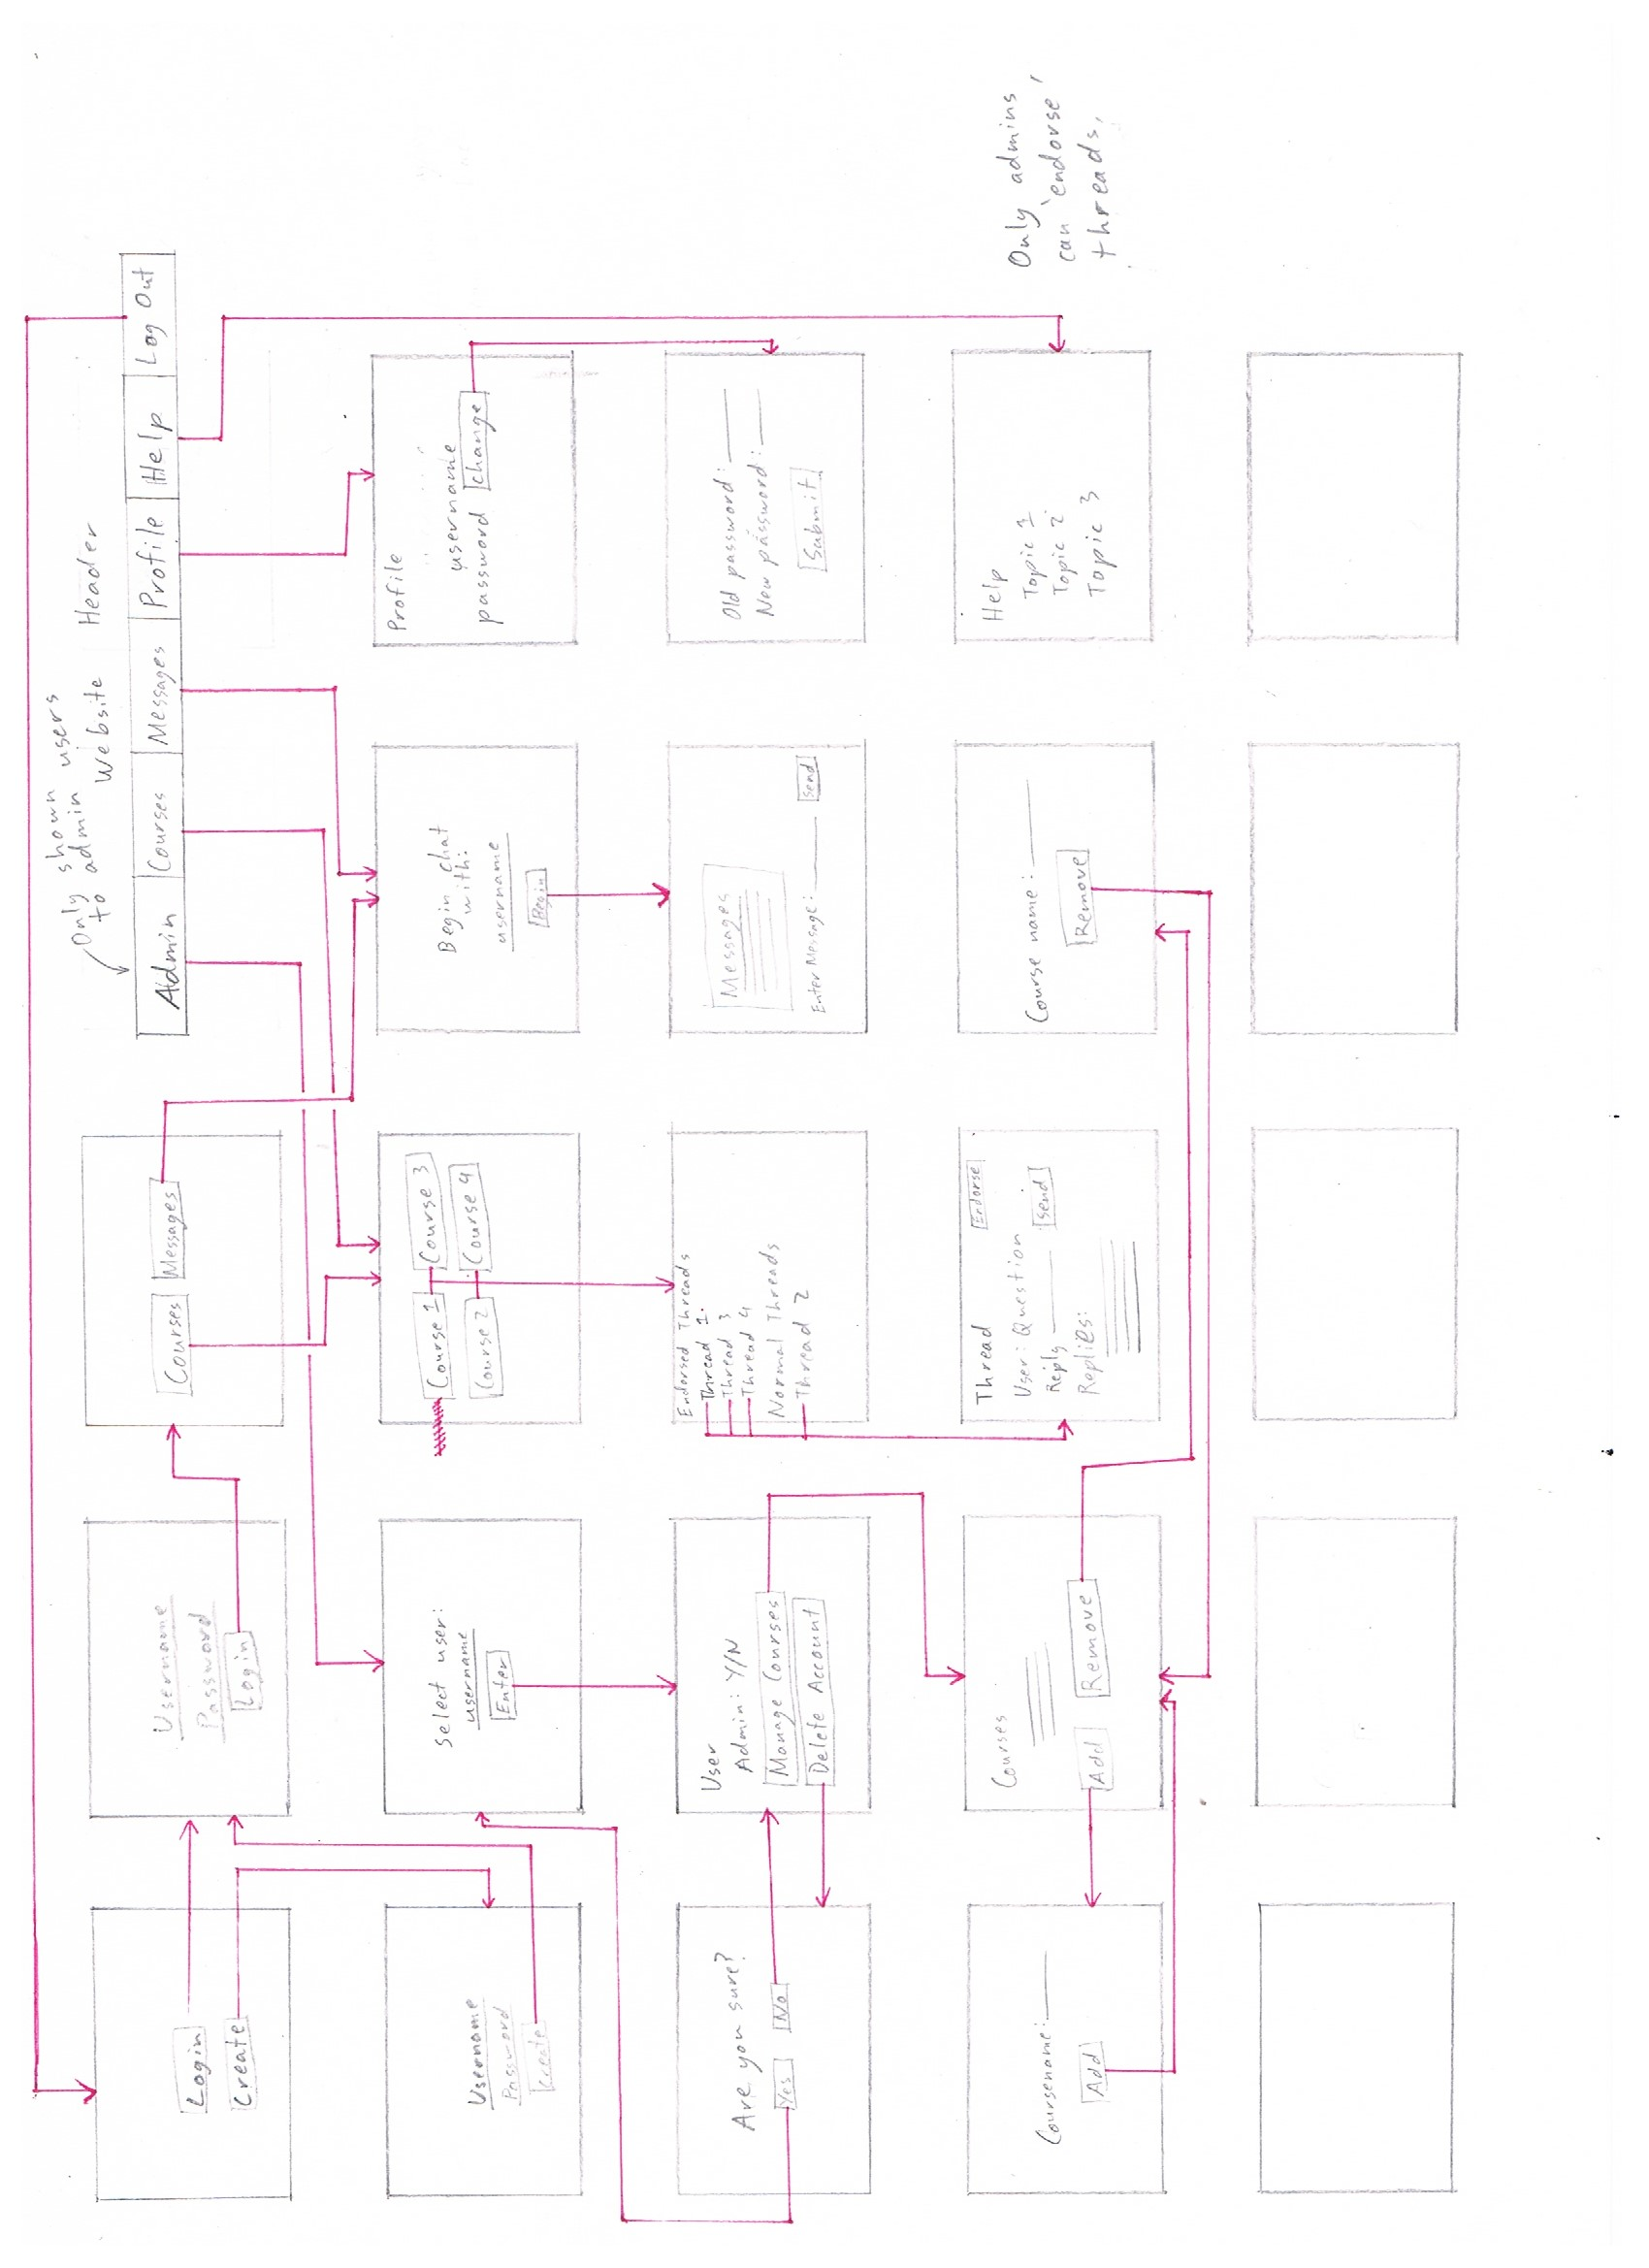 Only shown users
to admin website
Header
Admin
Courses
Messages
Profile
Help
Log Out
Login
Create
Username
Password
Login
Courses
Messages
Username
Password
Create
Select user:
username
Enter
Course 1
Course 3
Course 2
Course 4
Begin chat
with:
username
Begin
Profile
username
password
change
Are you sure?
Yes
No
User
Admin: Y/N
Manage Courses
Delete Account
Endorsed Threads
Thread 1
Thread 3
Thread 4
Normal Threads
Thread 2
Messages
Enter Message:
Send
Old password:
New password:
Submit
Coursename:
Add
Courses
Add
Remove
Thread
Endorse
User: Question
Reply
Send
Replies:
Course name:
Remove
Help
Topic 1
Topic 2
Topic 3
Only admins
can 'endorse'
threads,